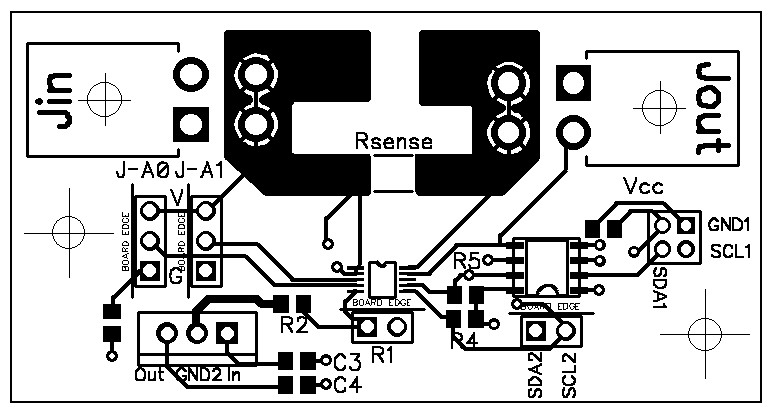 Jin
Jout
Rsense
J-A0 J-A1
Vcc
V
BOARD EDGE
BOARD EDGE
GND1
SCL1
G
R5
SDA1
BOARD EDGE
BOARD EDGE
R2
R4
R1
Out GND2 In
C3
C4
SDA2
SCL2